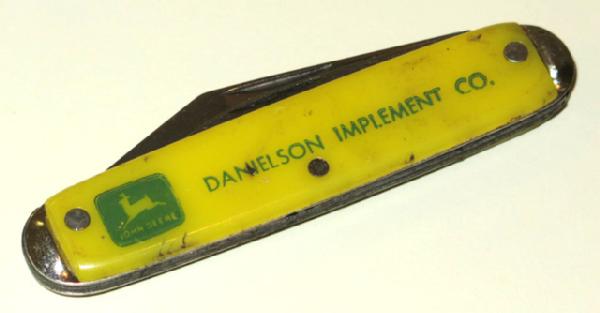 DANIELSON IMPLEMENT CO.
JOHN DEERE